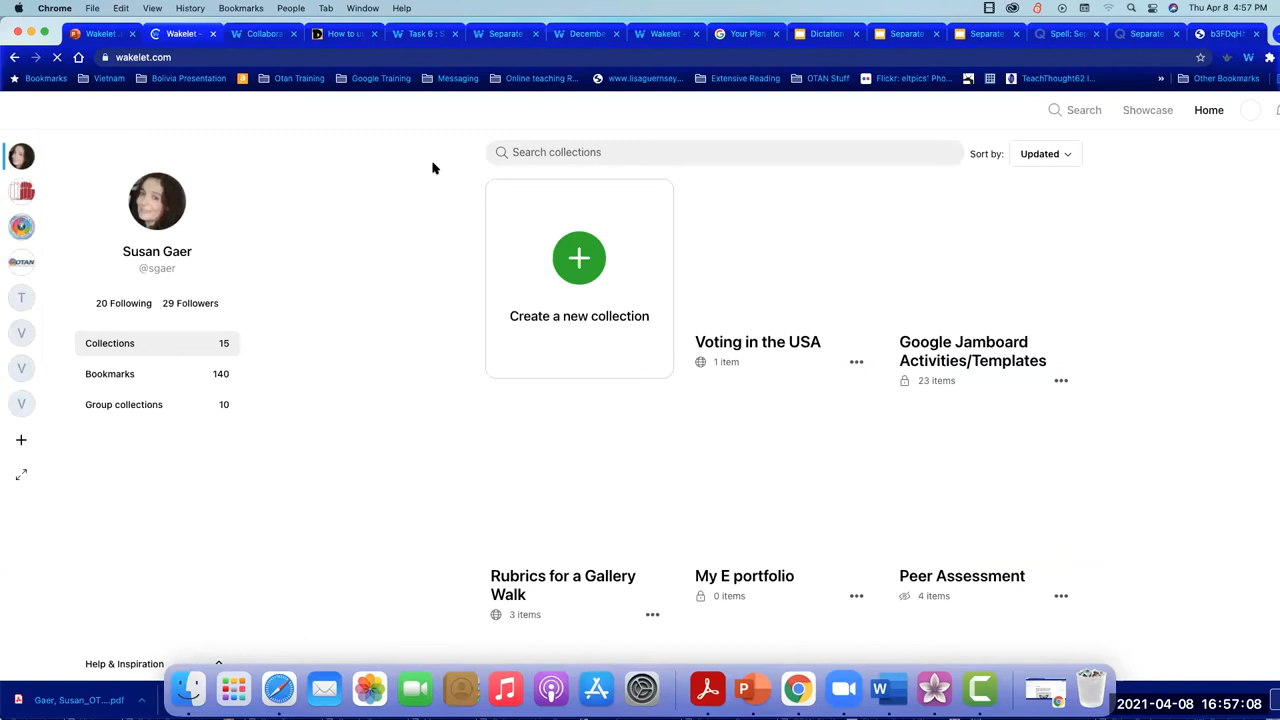 Chrome File Edit View History Bookmarks People Tab Window Help Thu Apr 8 4:57 PM
Wakelet. Wakelet - Collabora How to u Task 6 : S Separate Decembe Wakelet - Your Plan Dictation Separate Separate Spell: Se Separate b3FDqHr
wakelet.com
Bookmarks Vietnam Bolivia Presentation Otan Training Google Training Messaging Online teaching R... www.lisaguernsey... Extensive Reading OTAN Stuff Flickr: eltpics' Pho... TeachThought62 I... » Other Bookmarks
Search Showcase Home
Search collections Sort by: Updated
Susan Gaer
@sgaer
20 Following 29 Followers
Collections 15
Bookmarks 140
Group collections 10
OTAN
T
V
V
V
Create a new collection
Voting in the USA
1 item
Google Jamboard
Activities/Templates
23 items
Rubrics for a Gallery
Walk
3 items
My E portfolio
0 items
Peer Assessment
4 items
Help & Inspiration
Gaer, Susan_OT....pdf
2021-04-08 16:57:08